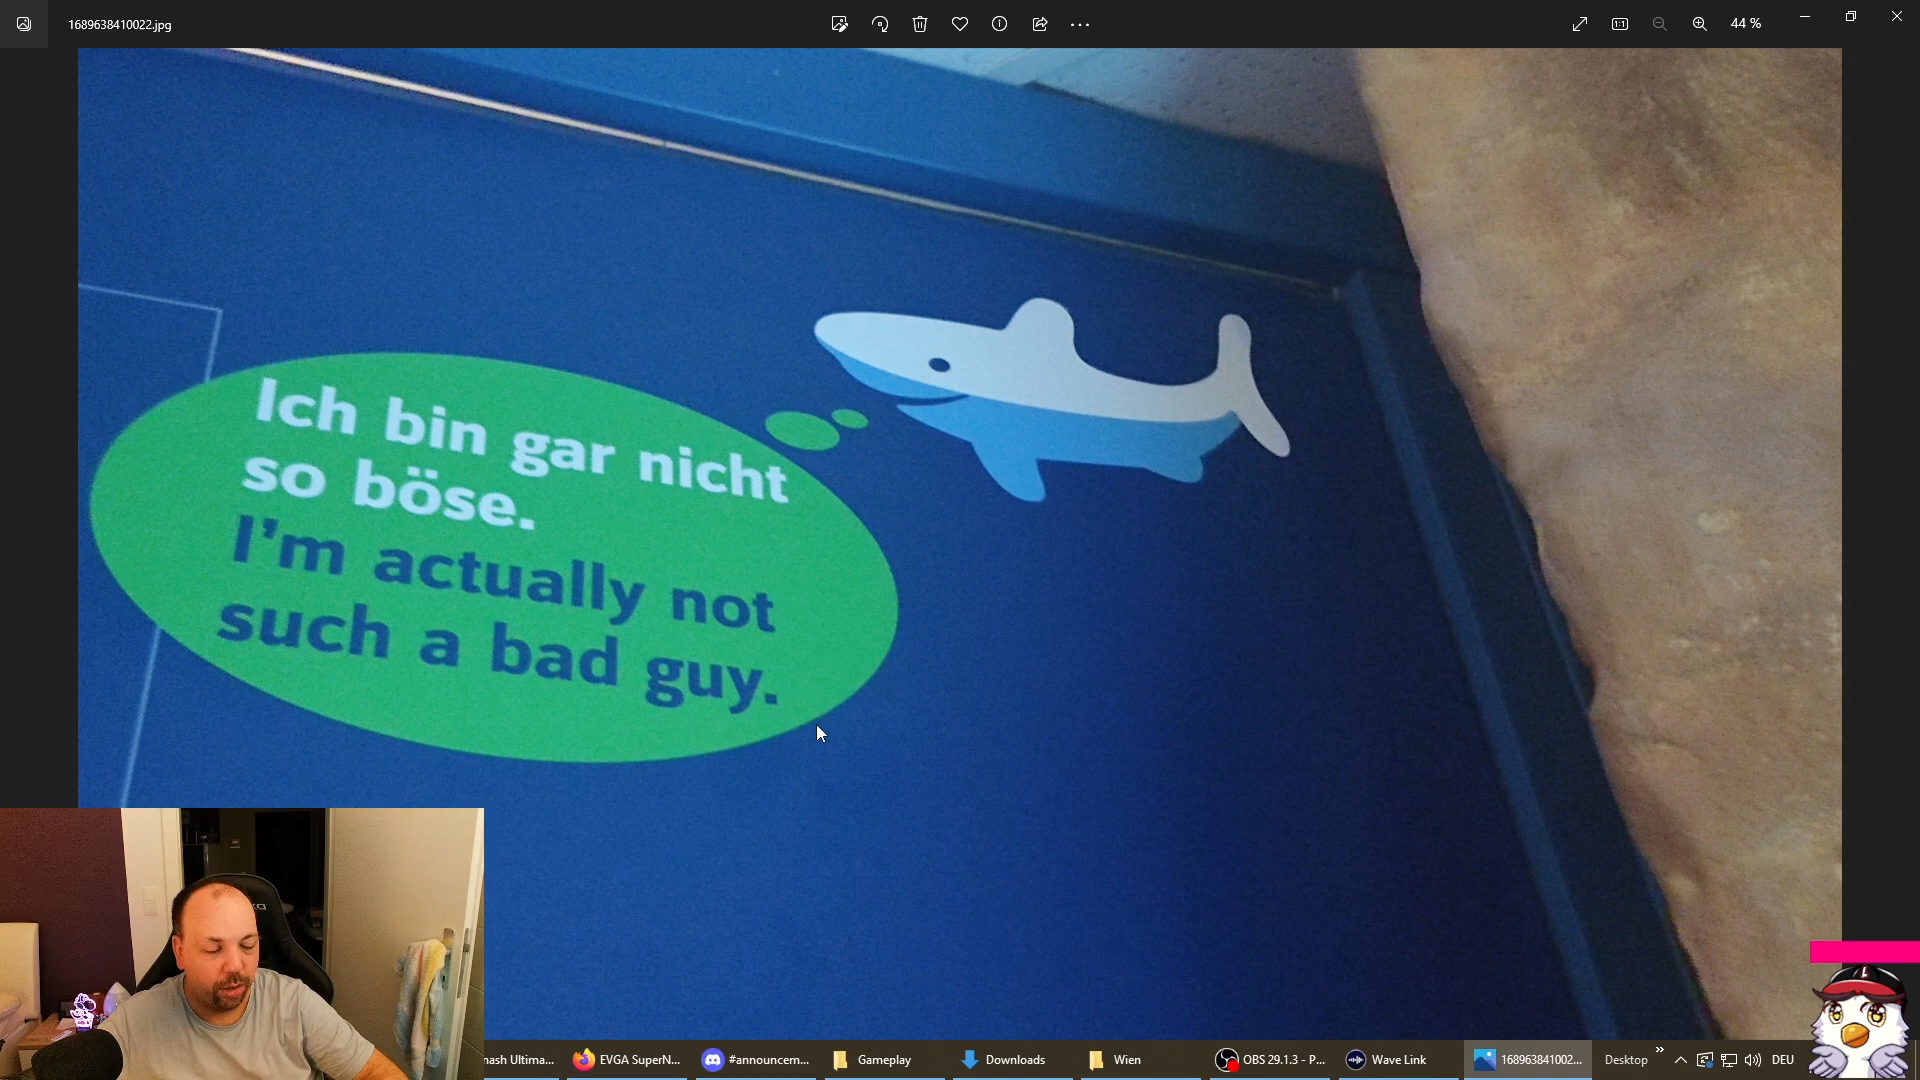 1689638410022.jpg
44 %
Ich bin gar nicht
so böse.
I'm actually not
such a bad guy.
nash Ultima...
EVGA SuperN...
#announcem...
Gameplay
Downloads
Wien
OBS 29.1.3 - P...
Wave Link
168963841002...
Desktop
DEU